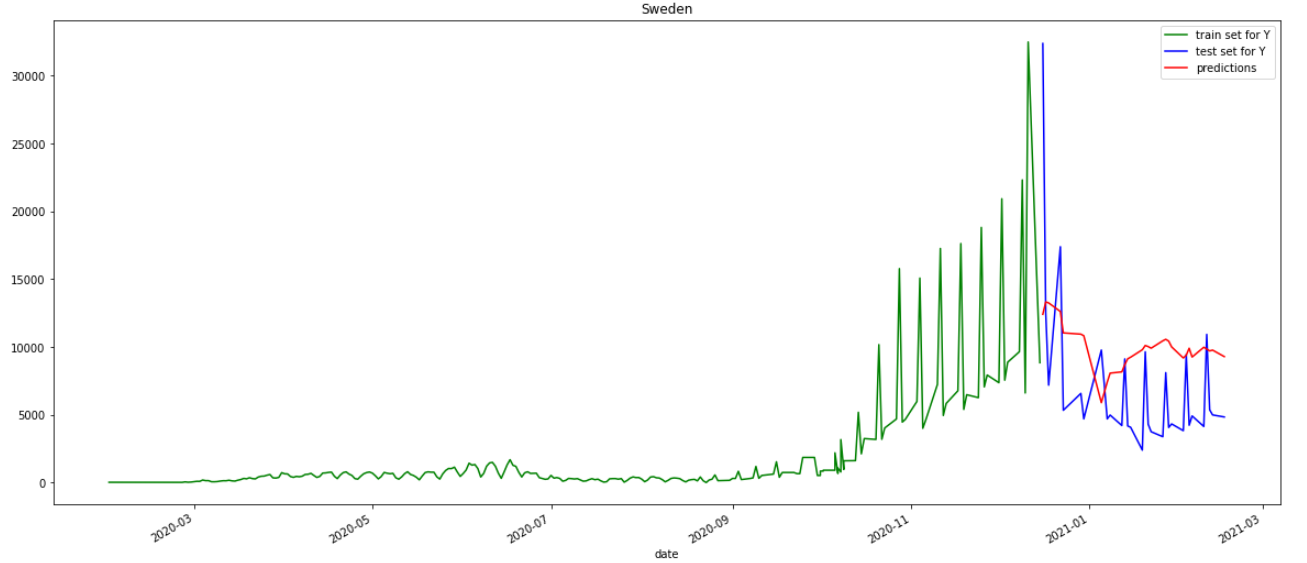 Sweden
train set for Y
test set for Y
predictions
30000
25000
20000
15000
10000
5000
0
2020-03
2020-05
2020-07
2020-09
2020-11
2021-01
2021-03
date